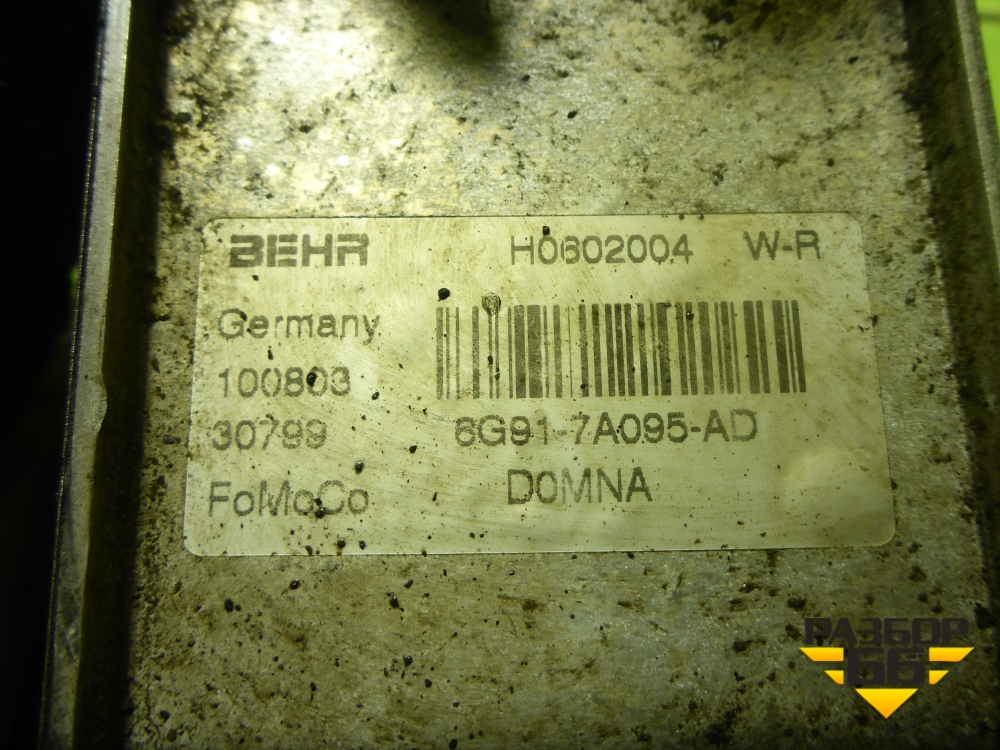 BEHR H0602004 W-R
Germany
100803
30799 6G91-7A095-AD
FoMoCo D0MNA
РАЗБОР
66